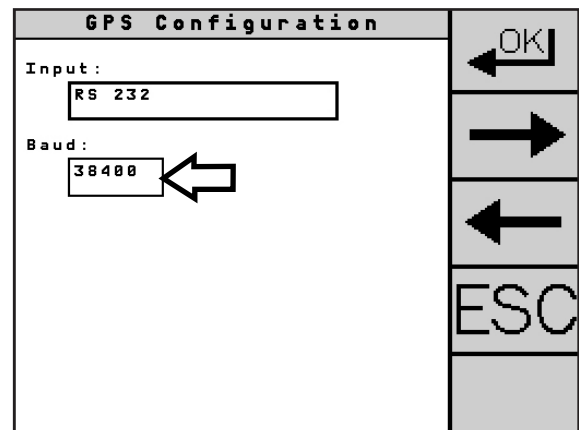 GPS Configuration
OK
Input:
RS 232
Baud:
38400
ESC